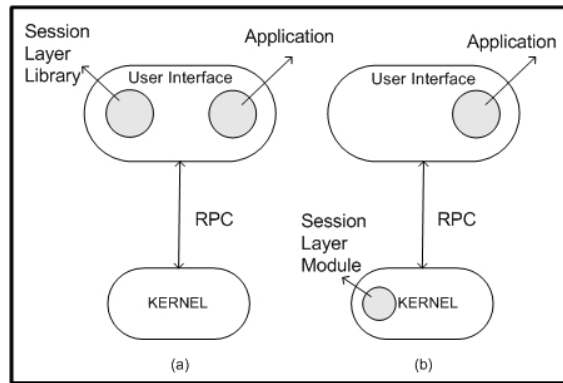 Session
Layer
Library
Application
User Interface
RPC
KERNEL
(a)
Application
User Interface
RPC
Session
Layer
Module
KERNEL
(b)